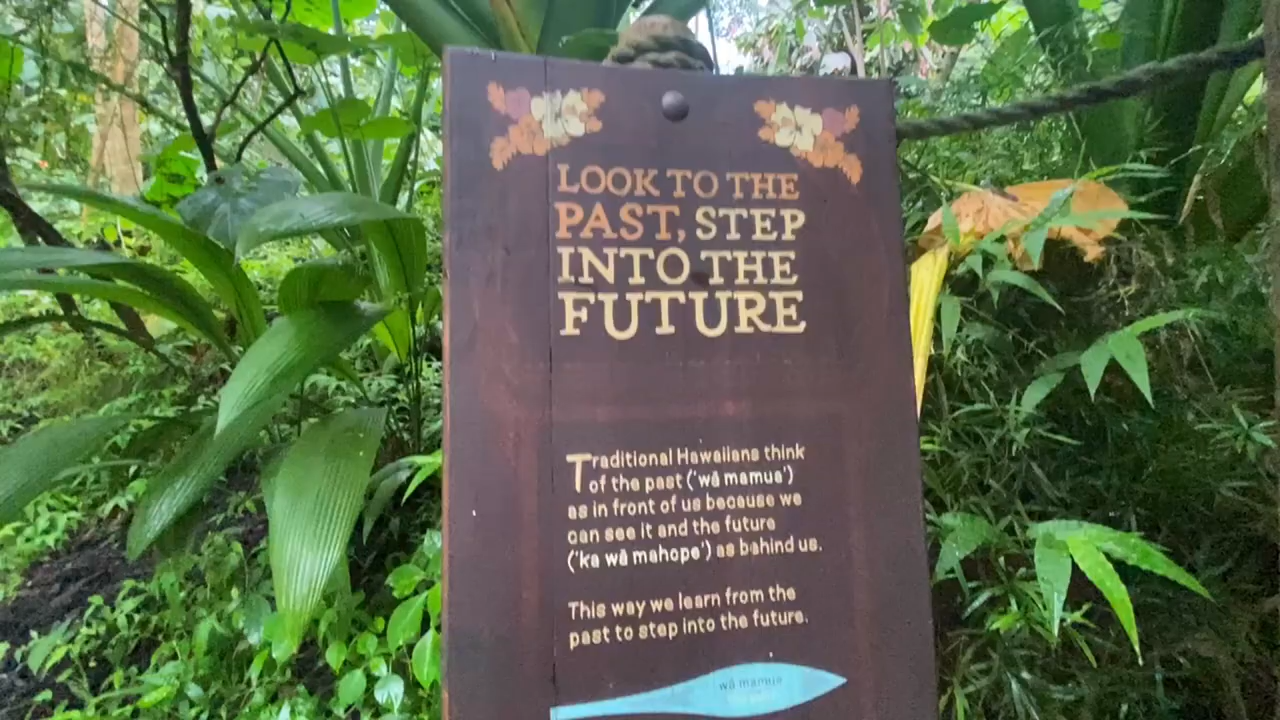 LOOK TO THE
PAST, STEP
INTO THE
FUTURE
Traditional Hawaiians think
of the past ('wā mamua')
as in front of us because we
can see it and the future
('ka wā mahope') as behind us.
This way we learn from the
past to step into the future.
wā mamua